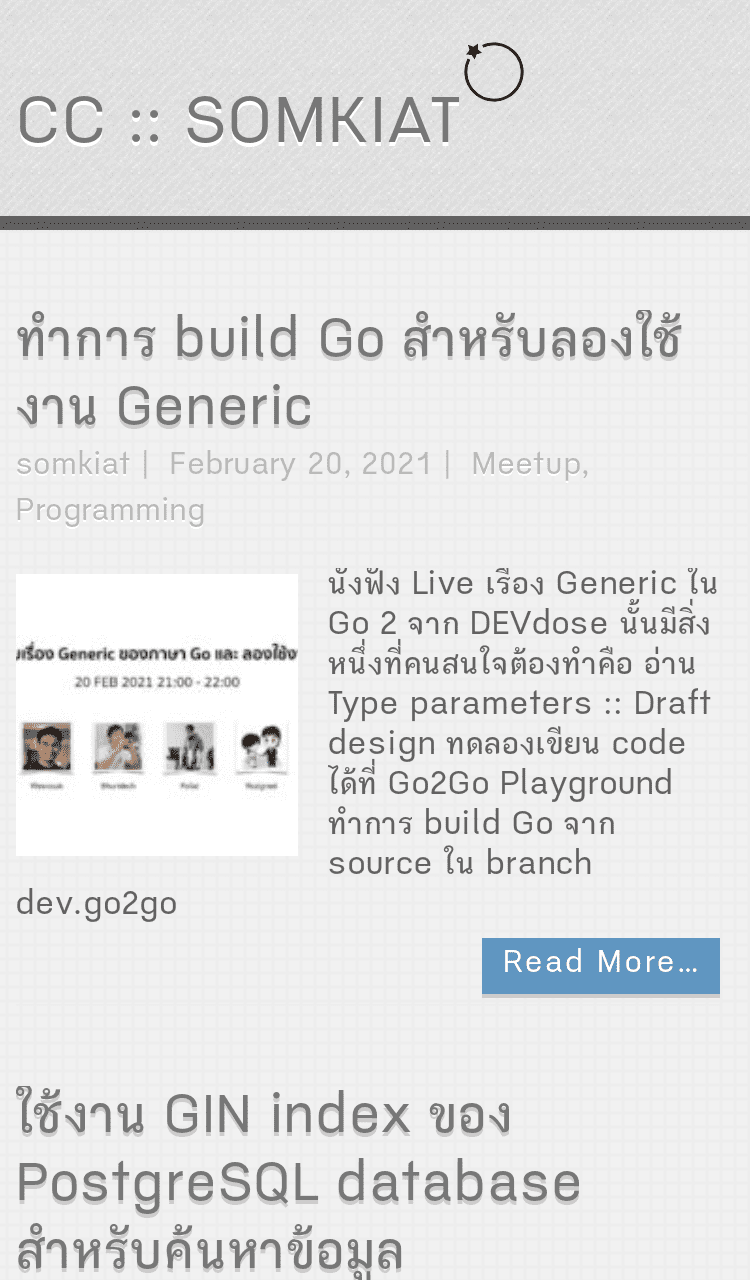 CC :: SOMKIAT
ทำการ build Go สำหรับลองใช้
งาน Generic
somkiat | February 20, 2021 | Meetup,
Programming
นั่งฟัง Live เรื่อง Generic ใน
Go 2 จาก DEVdose นั้นมีสิ่ง
หนึ่งที่คนสนใจต้องทำคือ อ่าน
Type parameters :: Draft
design ทดลองเขียน code
ได้ที่ Go2Go Playground
ทำการ build Go จาก
source ใน branch
dev.go2go
เรื่อง Generic ของภาษา Go และ ลองใช้ง
20 FEB 2021 21:00 - 22:00
Read More...
ใช้งาน GIN index ของ
PostgreSQL database
สำหรับค้นหาข้อมูล